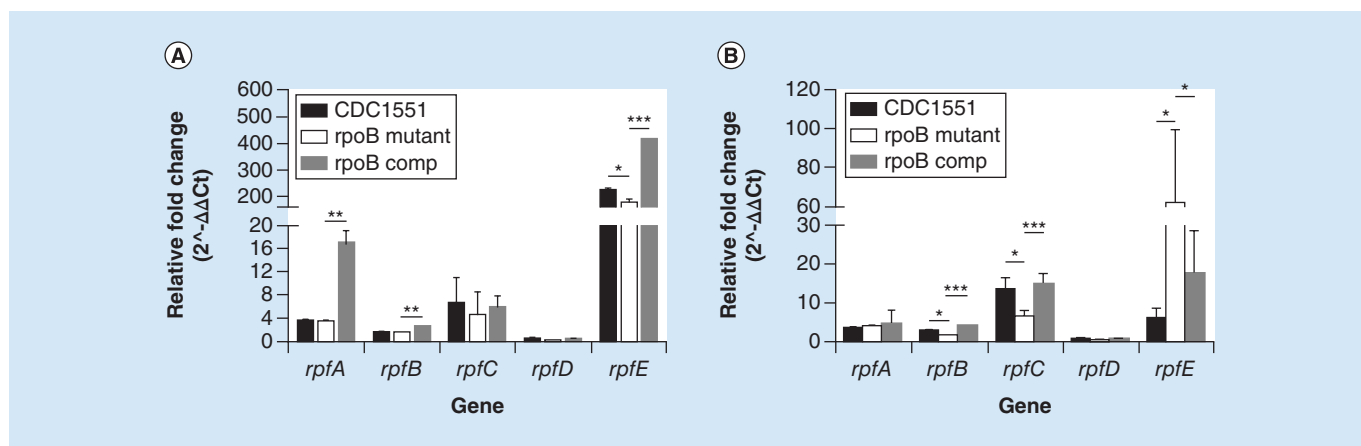 A
Relative fold change
(2^-ΔΔCt)
600
500
400
300
200
20
16
12
8
4
0
CDC1551
rpoB mutant
rpoB comp
**
**
*
***
rpfA
rpfB
rpfC
rpfD
rpfE
Gene
B
Relative fold change
(2^-ΔΔCt)
120
100
80
60
30
20
10
0
CDC1551
rpoB mutant
rpoB comp
*
***
*
***
*
*
rpfA
rpfB
rpfC
rpfD
rpfE
Gene